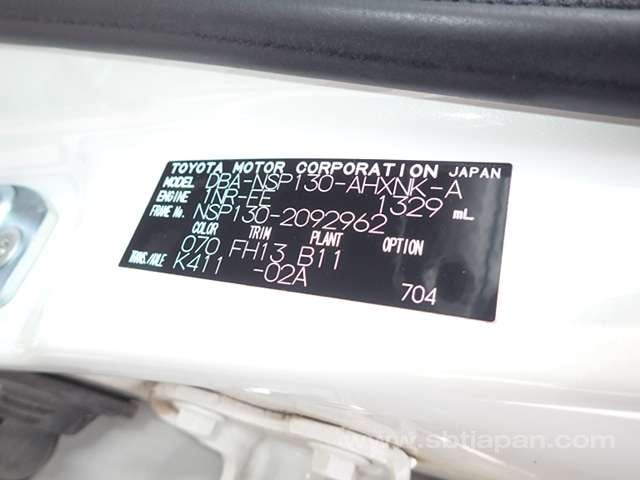 TOYOTA MOTOR CORPORATION JAPAN
MODEL DBA-NSP130-AHXNK-A
ENGINE 1NR-FE 1329 mL
FRAME No. NSP130-2092962
COLOR TRIM PLANT OPTION
070 FH13 B11
TRANS./AXLE K411 -02A
704
www.sbtjapan.com